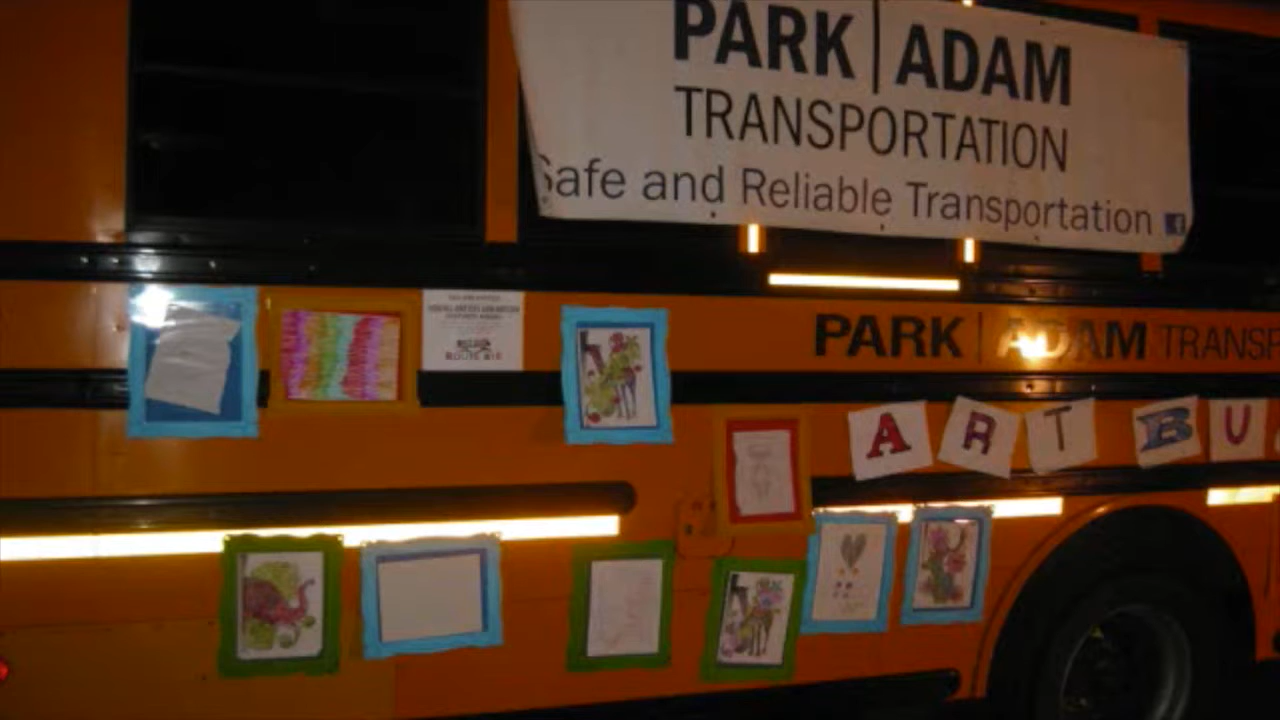 PARK | ADAM
TRANSPORTATION
Safe and Reliable Transportation f
PARK | ADAM TRANSP
ART BU